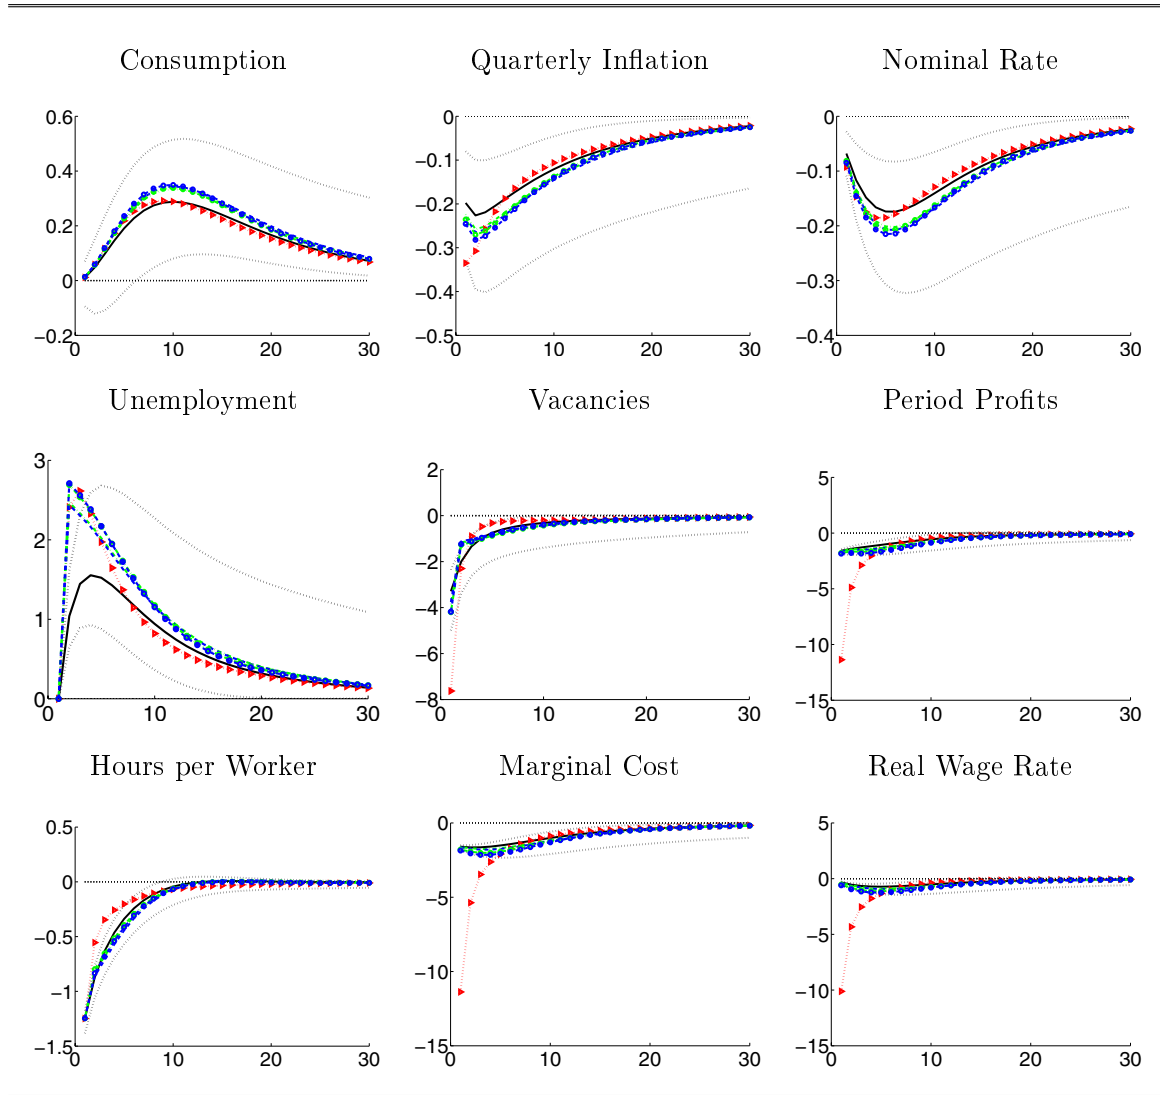 Consumption Quarterly Inflation Nominal Rate
0.6 0 0
0.4 −0.1 −0.1
0.2 −0.2 −0.2
0 −0.3 −0.3
−0.2 −0.4 −0.4
−0.5
0 10 20 30 0 10 20 30 0 10 20 30
Unemployment Vacancies Period Profits
3 2 5
2 0 0
1 −2 −5
0 −4 −10
−6 −15
−8
0 10 20 30 0 10 20 30 0 10 20 30
Hours per Worker Marginal Cost Real Wage Rate
0.5 0 5
0 −5 0
−0.5 −10 −5
−1 −15 −10
−1.5 −15
0 10 20 30 0 10 20 30 0 10 20 30